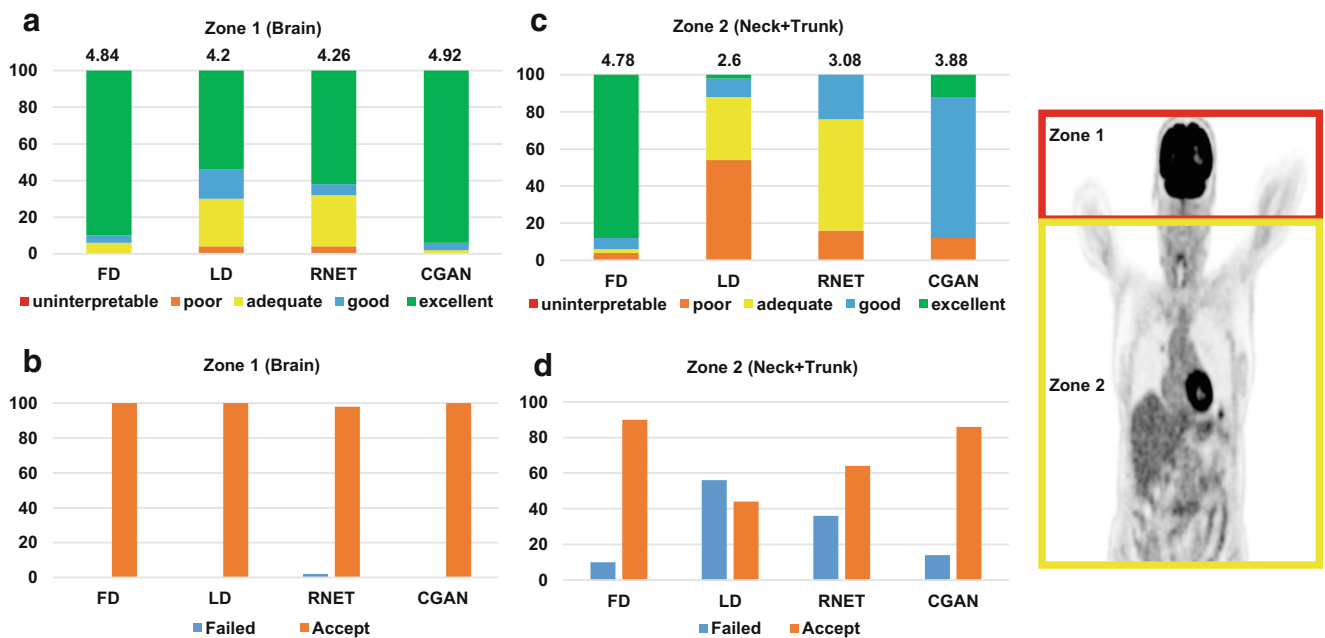 a
Zone 1 (Brain)
4.84 4.2 4.26 4.92
100
80
60
40
20
0
FD LD RNET CGAN
uninterpretable poor adequate good excellent
c
Zone 2 (Neck+Trunk)
4.78 2.6 3.08 3.88
100
80
60
40
20
0
FD LD RNET CGAN
uninterpretable poor adequate good excellent
b
Zone 1 (Brain)
100
80
60
40
20
0
FD LD RNET CGAN
Failed Accept
d
Zone 2 (Neck+Trunk)
100
80
60
40
20
0
FD LD RNET CGAN
Failed Accept
Zone 1
Zone 2